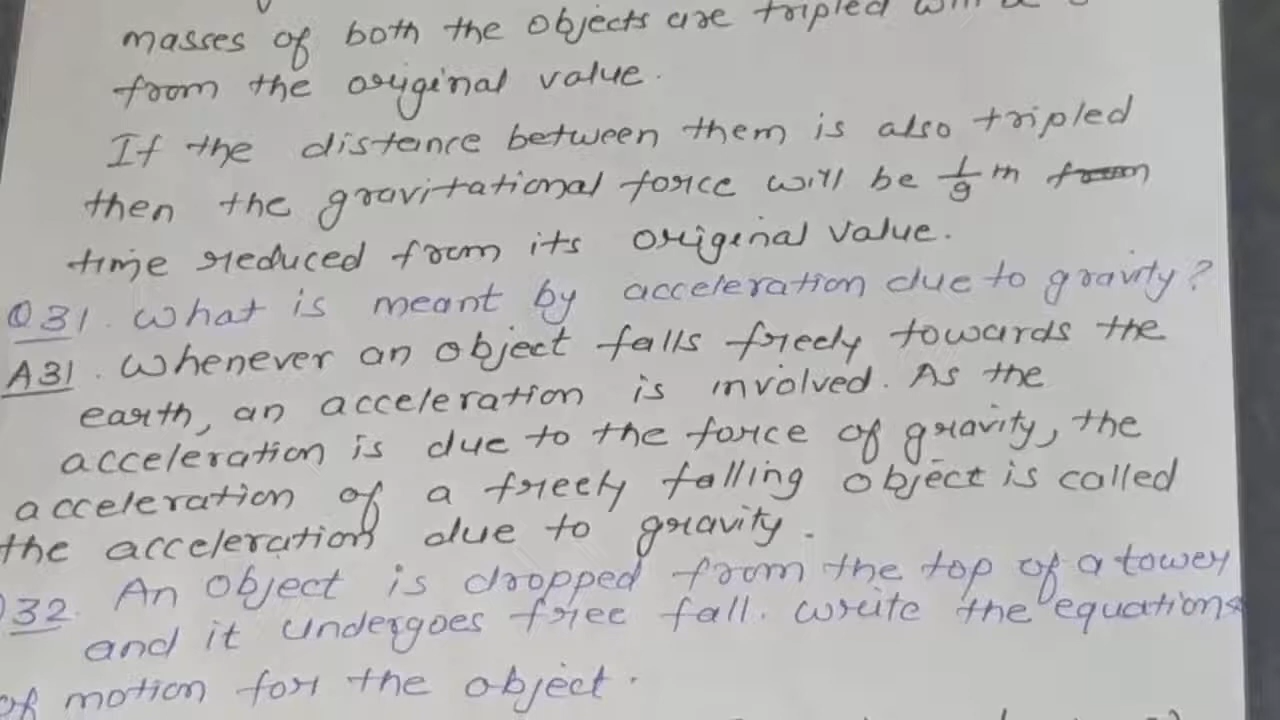 masses of both the objects are tripled
from the original value.
If the distance between them is also tripled
then the gravitational force will be 1/9 th from
time reduced from its original value.
Q31. What is meant by acceleration due to gravity?
A31. Whenever an object falls freely towards the
earth, an acceleration is involved. As the
acceleration is due to the force of gravity, the
acceleration of a freely falling object is called
the acceleration due to gravity.
Q32. An object is dropped from the top of a tower
and it undergoes free fall. write the equations
of motion for the object.